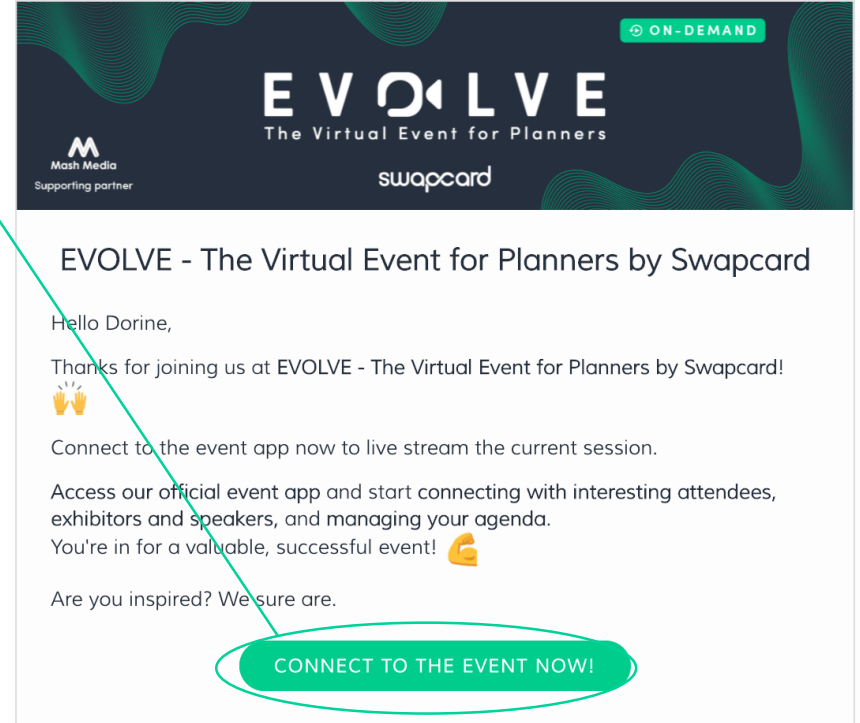 ON-DEMAND
EVOLVE
The Virtual Event for Planners
Mash Media
Supporting partner
swapcard
EVOLVE - The Virtual Event for Planners by Swapcard
Hello Dorine,
Thanks for joining us at EVOLVE - The Virtual Event for Planners by Swapcard!
🙌
Connect to the event app now to live stream the current session.
Access our official event app and start connecting with interesting attendees,
exhibitors and speakers, and managing your agenda.
You're in for a valuable, successful event! 💪
Are you inspired? We sure are.
CONNECT TO THE EVENT NOW!